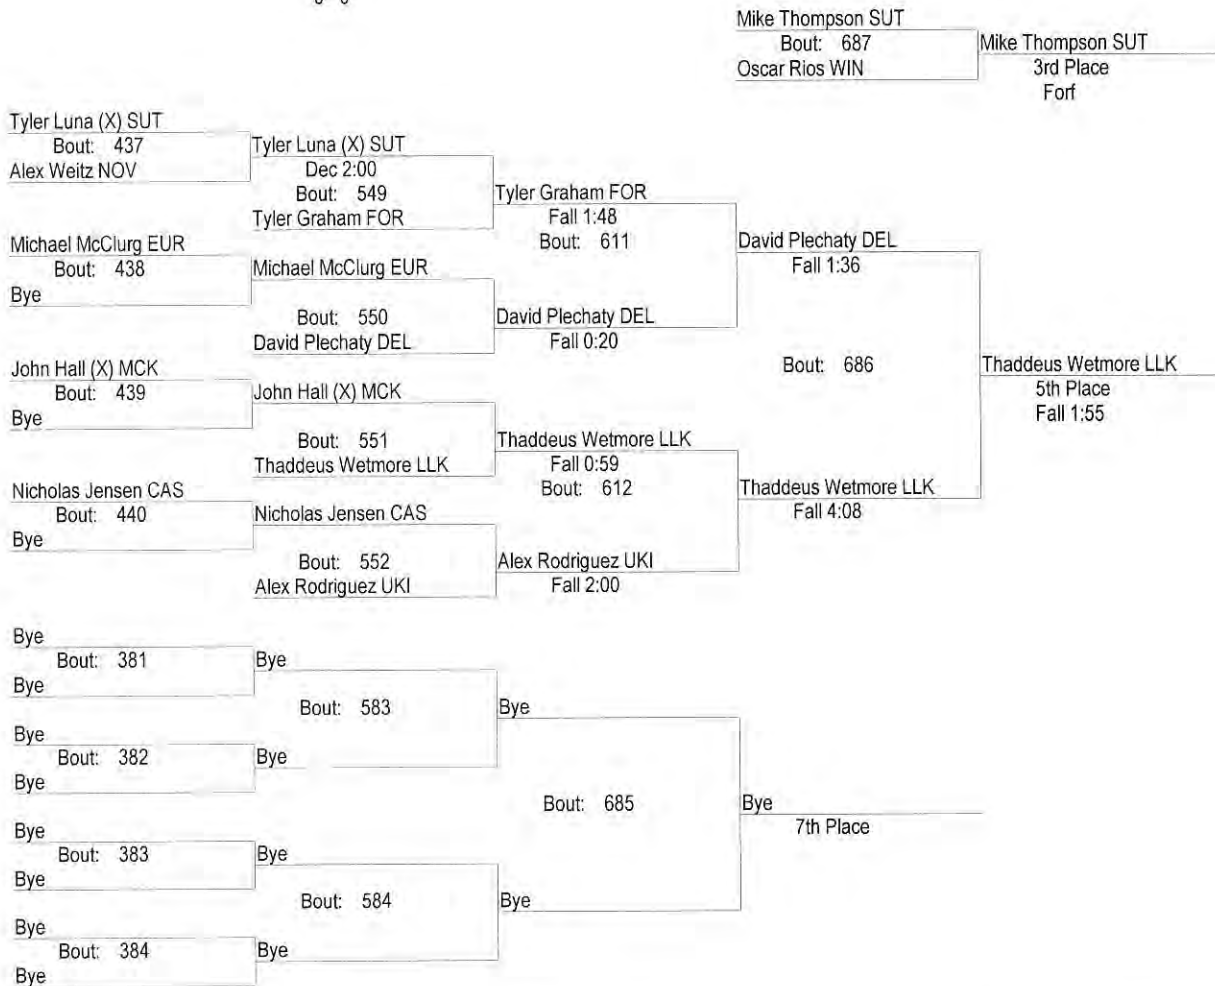 Mike Thompson SUT
Bout: 687
Oscar Rios WIN
Mike Thompson SUT
3rd Place
Forf
Tyler Luna (X) SUT
Bout: 437
Alex Weitz NOV
Michael McClurg EUR
Bout: 438
Bye
John Hall (X) MCK
Bout: 439
Bye
Nicholas Jensen CAS
Bout: 440
Bye
Tyler Luna (X) SUT
Dec 2:00
Bout: 549
Tyler Graham FOR
Michael McClurg EUR
Bout: 550
David Plechaty DEL
John Hall (X) MCK
Bout: 551
Thaddeus Wetmore LLK
Nicholas Jensen CAS
Bout: 552
Alex Rodriguez UKI
Tyler Graham FOR
Fall 1:48
Bout: 611
David Plechaty DEL
Fall 0:20
Thaddeus Wetmore LLK
Fall 0:59
Bout: 612
Alex Rodriguez UKI
Fall 2:00
David Plechaty DEL
Fall 1:36
Bout: 686
Thaddeus Wetmore LLK
Fall 4:08
Thaddeus Wetmore LLK
5th Place
Fall 1:55
Bye
Bout: 381
Bye
Bye
Bout: 382
Bye
Bye
Bout: 383
Bye
Bye
Bout: 384
Bye
Bye
Bout: 583
Bye
Bye
Bout: 584
Bye
Bye
Bout: 685
Bye
Bye
7th Place